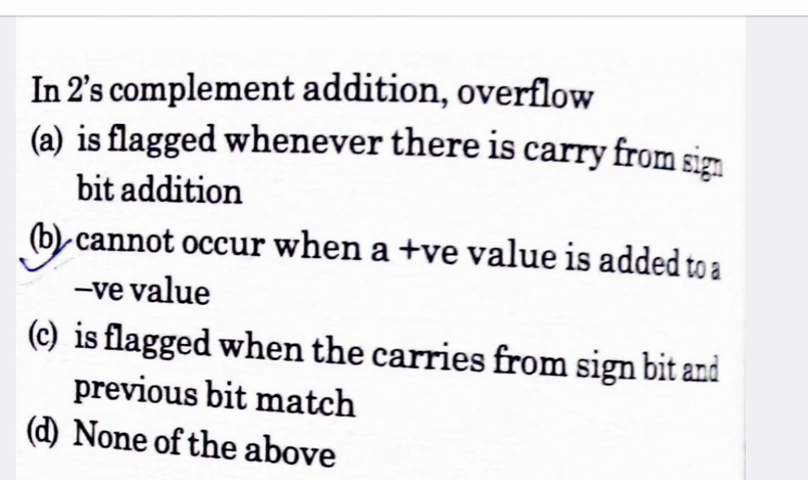 In 2's complement addition, overflow
(a) is flagged whenever there is carry from sign
bit addition
(b) cannot occur when a +ve value is added to a
–ve value
(c) is flagged when the carries from sign bit and
previous bit match
(d) None of the above